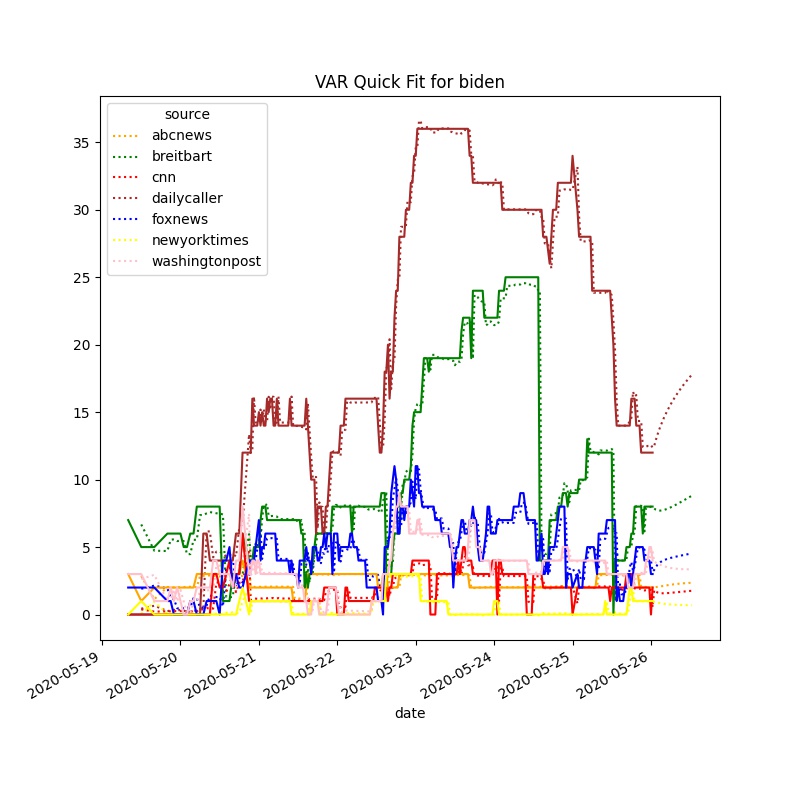 VAR Quick Fit for biden
source
abcnews
breitbart
cnn
dailycaller
foxnews
newyorktimes
washingtonpost
35
30
25
20
15
10
5
0
2020-05-19
2020-05-20
2020-05-21
2020-05-22
2020-05-23
2020-05-24
2020-05-25
2020-05-26
date